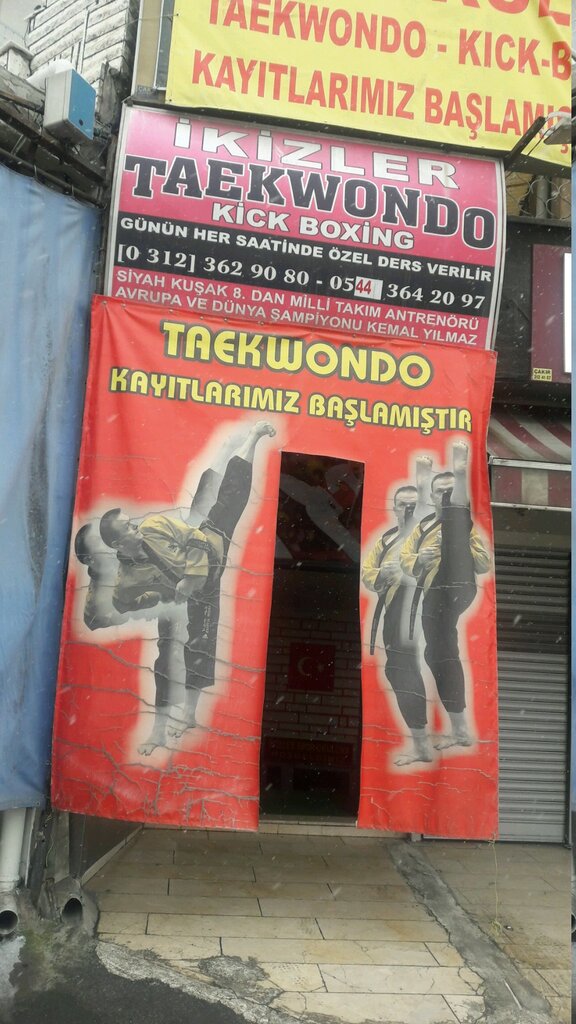 TAEKWONDO - KICK-B
KAYITLARIMIZ BAŞLAMIŞ
İKİZLER
TAEKWONDO
KİCK BOXİNG
GÜNÜN HER SAATİNDE ÖZEL DERS VERİLİR
[0 312] 362 90 80 - 0544 364 20 97
SİYAH KUŞAK 8. DAN MİLLİ TAKIM ANTRENÖRÜ
AVRUPA VE DÜNYA ŞAMPİYONU KEMAL YILMAZ
TAEKWONDO
KAYITLARIMIZ BAŞLAMIŞTIR
ÇAKIR